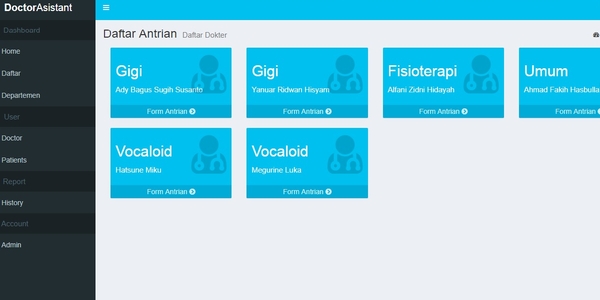 DoctorAsistant
Dashboard
Home
Daftar
Departemen
User
Doctor
Patients
Report
History
Account
Admin
Daftar Antrian Daftar Dokter
Gigi
Ady Bagus Sugih Susanto
Form Antrian
Gigi
Yanuar Ridwan Hisyam
Form Antrian
Fisioterapi
Alfani Zidni Hidayah
Form Antrian
Umum
Ahmad Fakih Hasbulla
Form Antri
Vocaloid
Hatsune Miku
Form Antrian
Vocaloid
Megurine Luka
Form Antrian